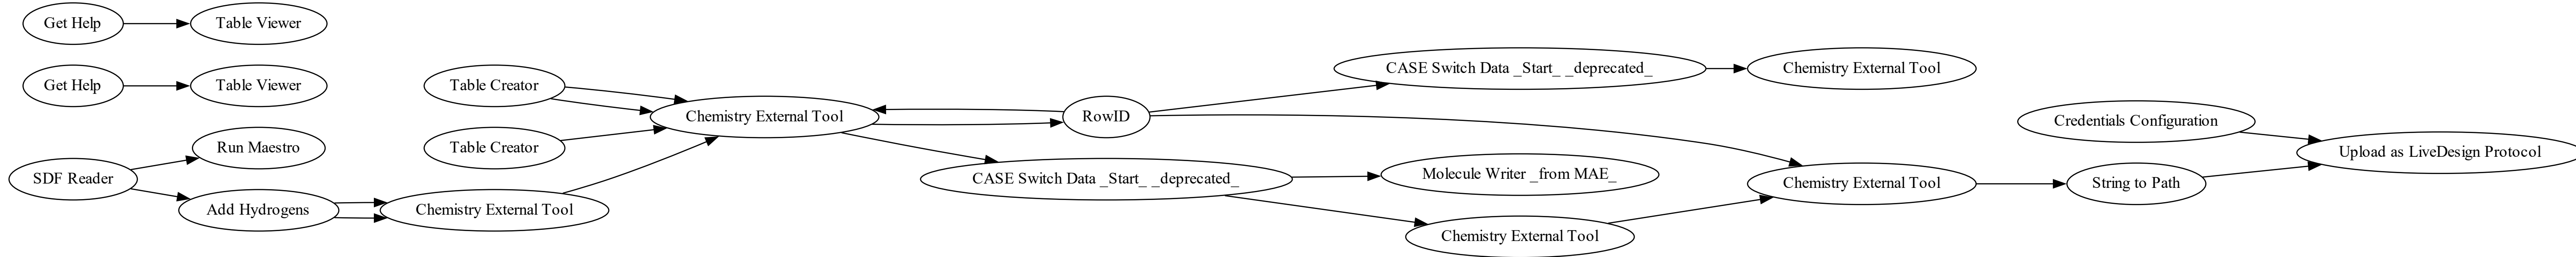 Get Help
Table Viewer
Get Help
Table Viewer
SDF Reader
Run Maestro
Add Hydrogens
Table Creator
Table Creator
Chemistry External Tool
Chemistry External Tool
RowID
CASE Switch Data _Start_ _deprecated_
CASE Switch Data _Start_ _deprecated_
Chemistry External Tool
Molecule Writer _from MAE_
Chemistry External Tool
Chemistry External Tool
Credentials Configuration
String to Path
Upload as LiveDesign Protocol